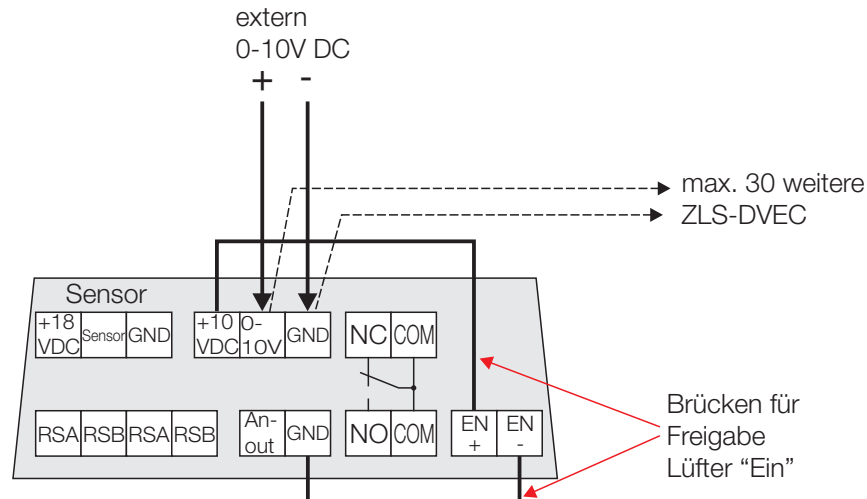 extern
0-10V DC
+ -
max. 30 weitere
ZLS-DVEC
Sensor
+18 VDC Sensor GND +10 VDC 0-10V GND NC COM
RSA RSB RSA RSB An-out GND NO COM EN + EN -
Brücken für
Freigabe
Lüfter “Ein”